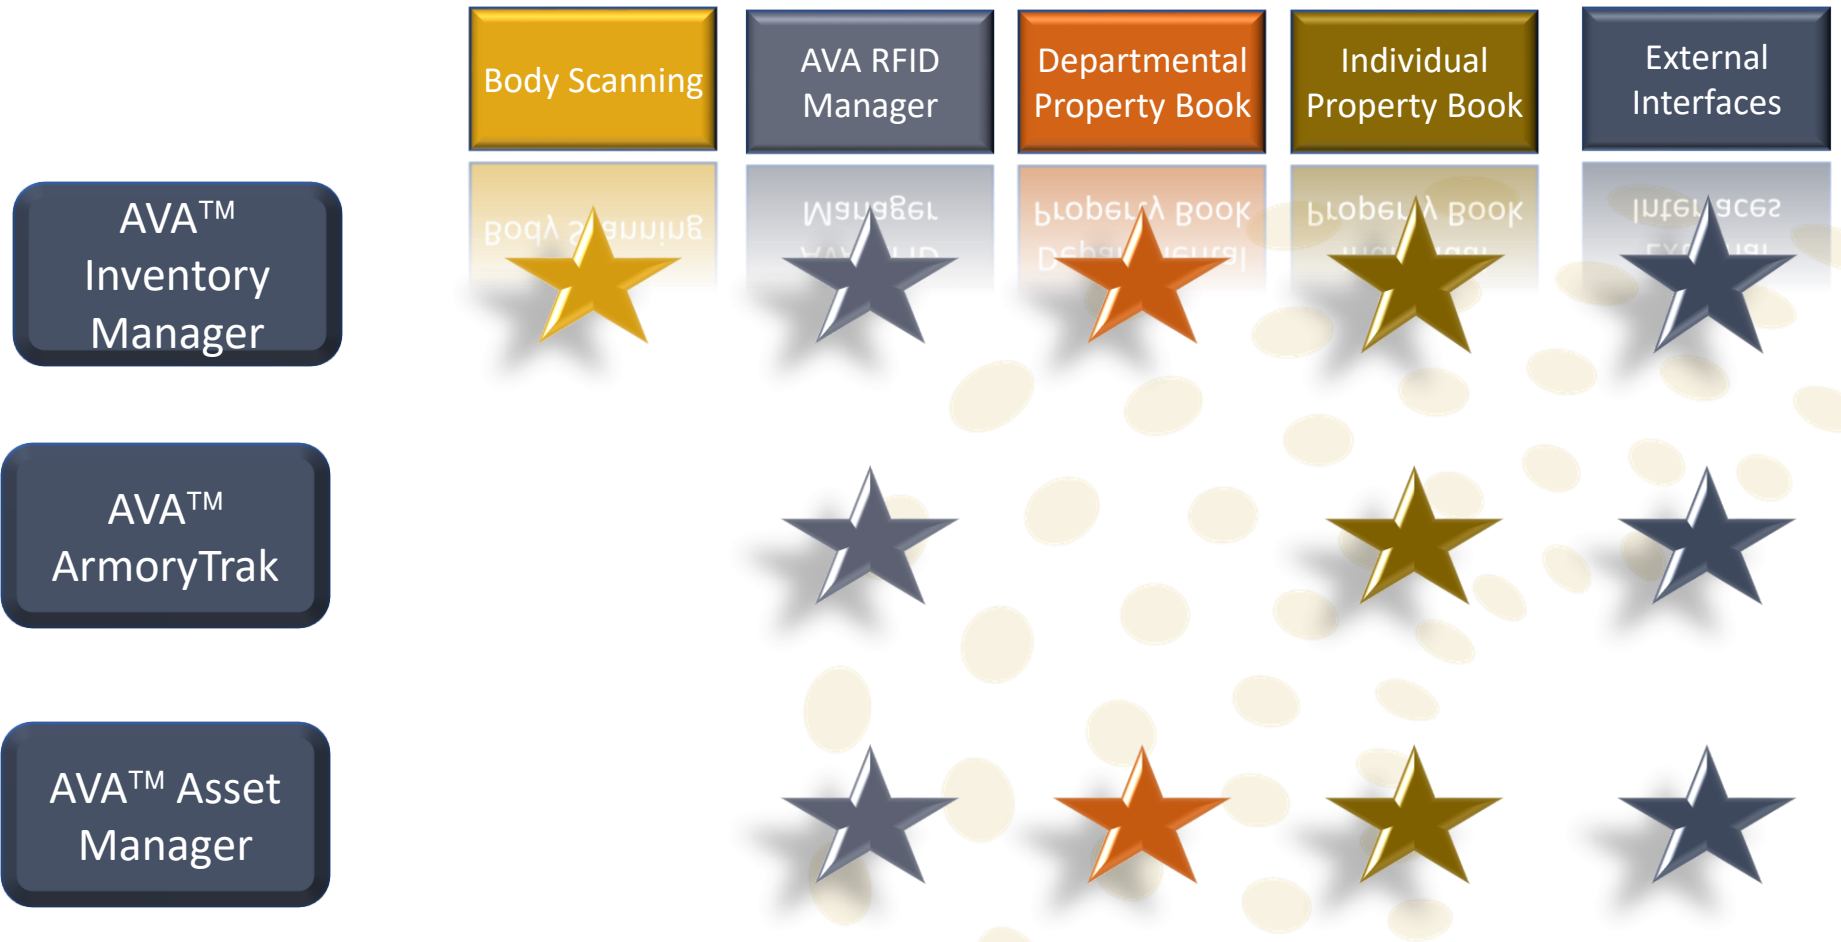 Body Scanning
AVA RFID
Manager
Departmental
Property Book
Individual
Property Book
External
Interfaces
AVA™
Inventory
Manager
AVA™
ArmoryTrak
AVA™ Asset
Manager